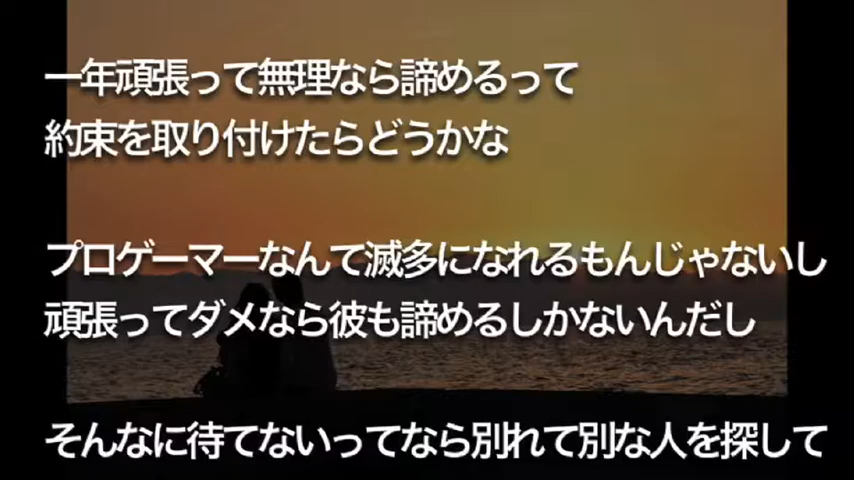 一年頑張って無理なら諦めるって
約束を取り付けたらどうかな
プロゲーマーなんて滅多になれるもんじゃないし
頑張ってダメなら彼も諦めるしかないんだし
そんなに待てないってなら別れて別な人を探して